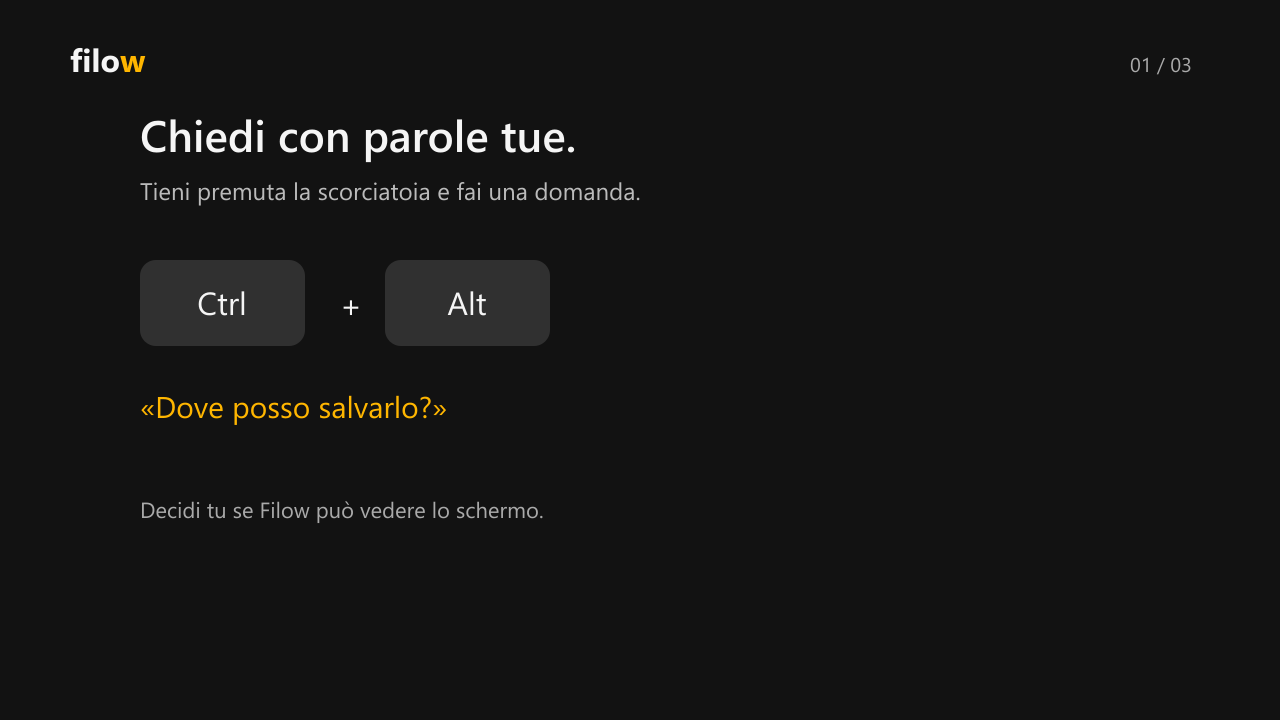 filow
01 / 03
Chiedi con parole tue.
Tieni premuta la scorciatoia e fai una domanda.
Ctrl + Alt
«Dove posso salvarlo?»
Decidi tu se Filow può vedere lo schermo.